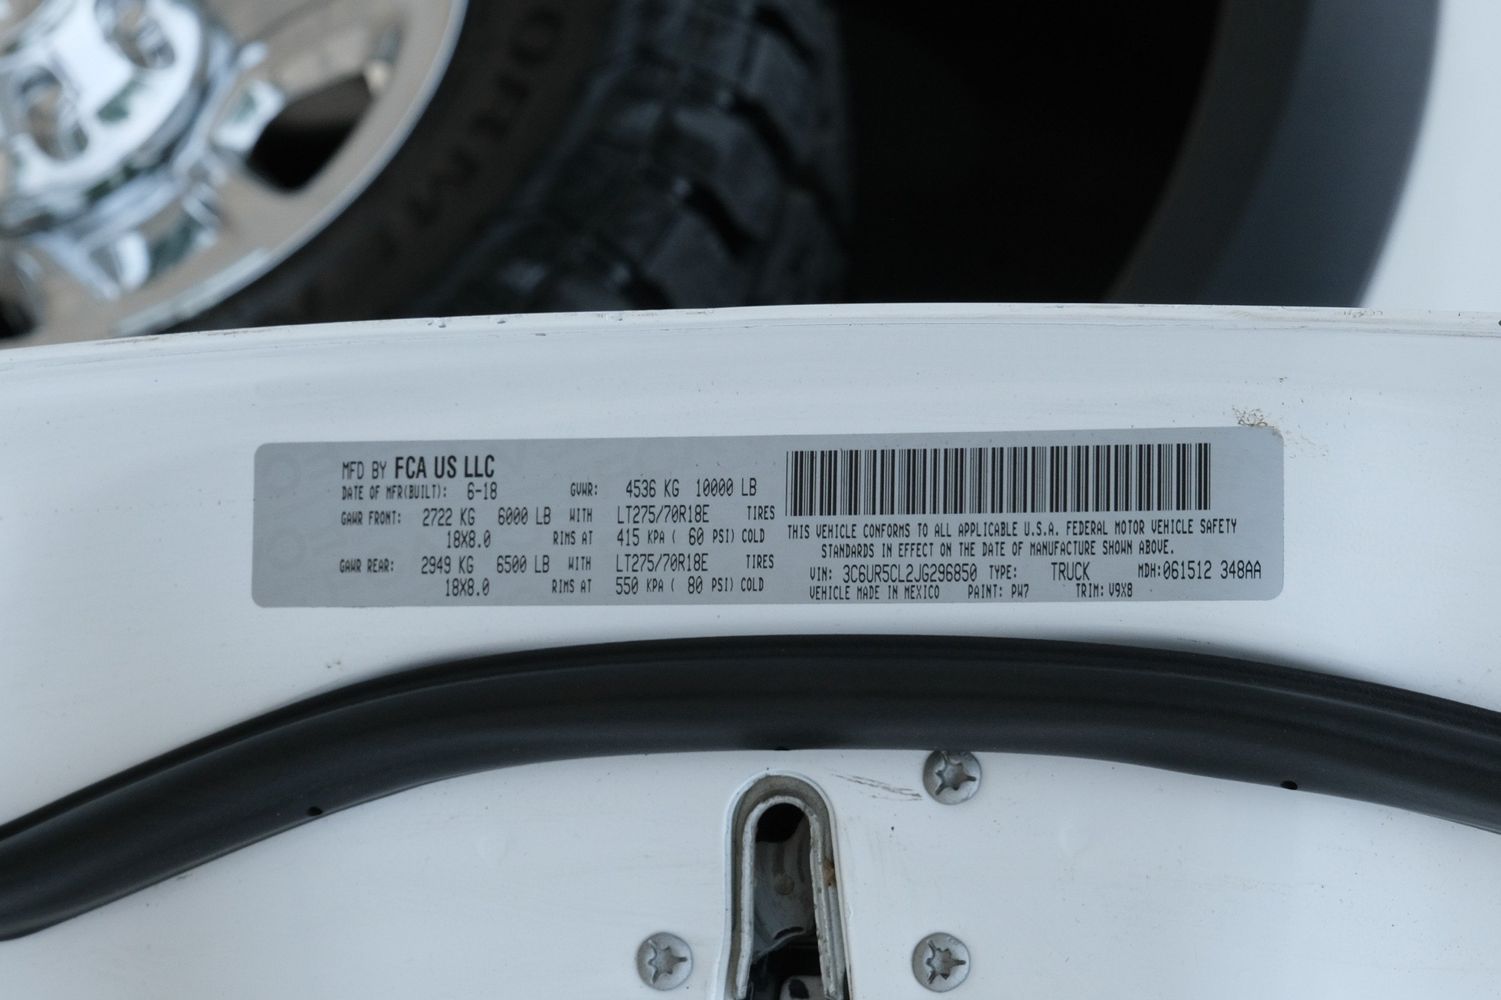 MFD BY FCA US LLC
DATE OF MFR(BUILT): 6-18 GVWR: 4536 KG 10000 LB
GAWR FRONT: 2722 KG 6000 LB WITH LT275/70R18E TIRES
18X8.0 RIMS AT 415 KPA ( 60 PSI) COLD
GAWR REAR: 2949 KG 6500 LB WITH LT275/70R18E TIRES
18X8.0 RIMS AT 550 KPA ( 80 PSI) COLD
THIS VEHICLE CONFORMS TO ALL APPLICABLE U.S.A. FEDERAL MOTOR VEHICLE SAFETY
STANDARDS IN EFFECT ON THE DATE OF MANUFACTURE SHOWN ABOVE.
VIN: 3C6UR5CL2JG296850 TYPE: TRUCK MDH:061512 348AA
VEHICLE MADE IN MEXICO PAINT: PW7 TRIM: V9X8